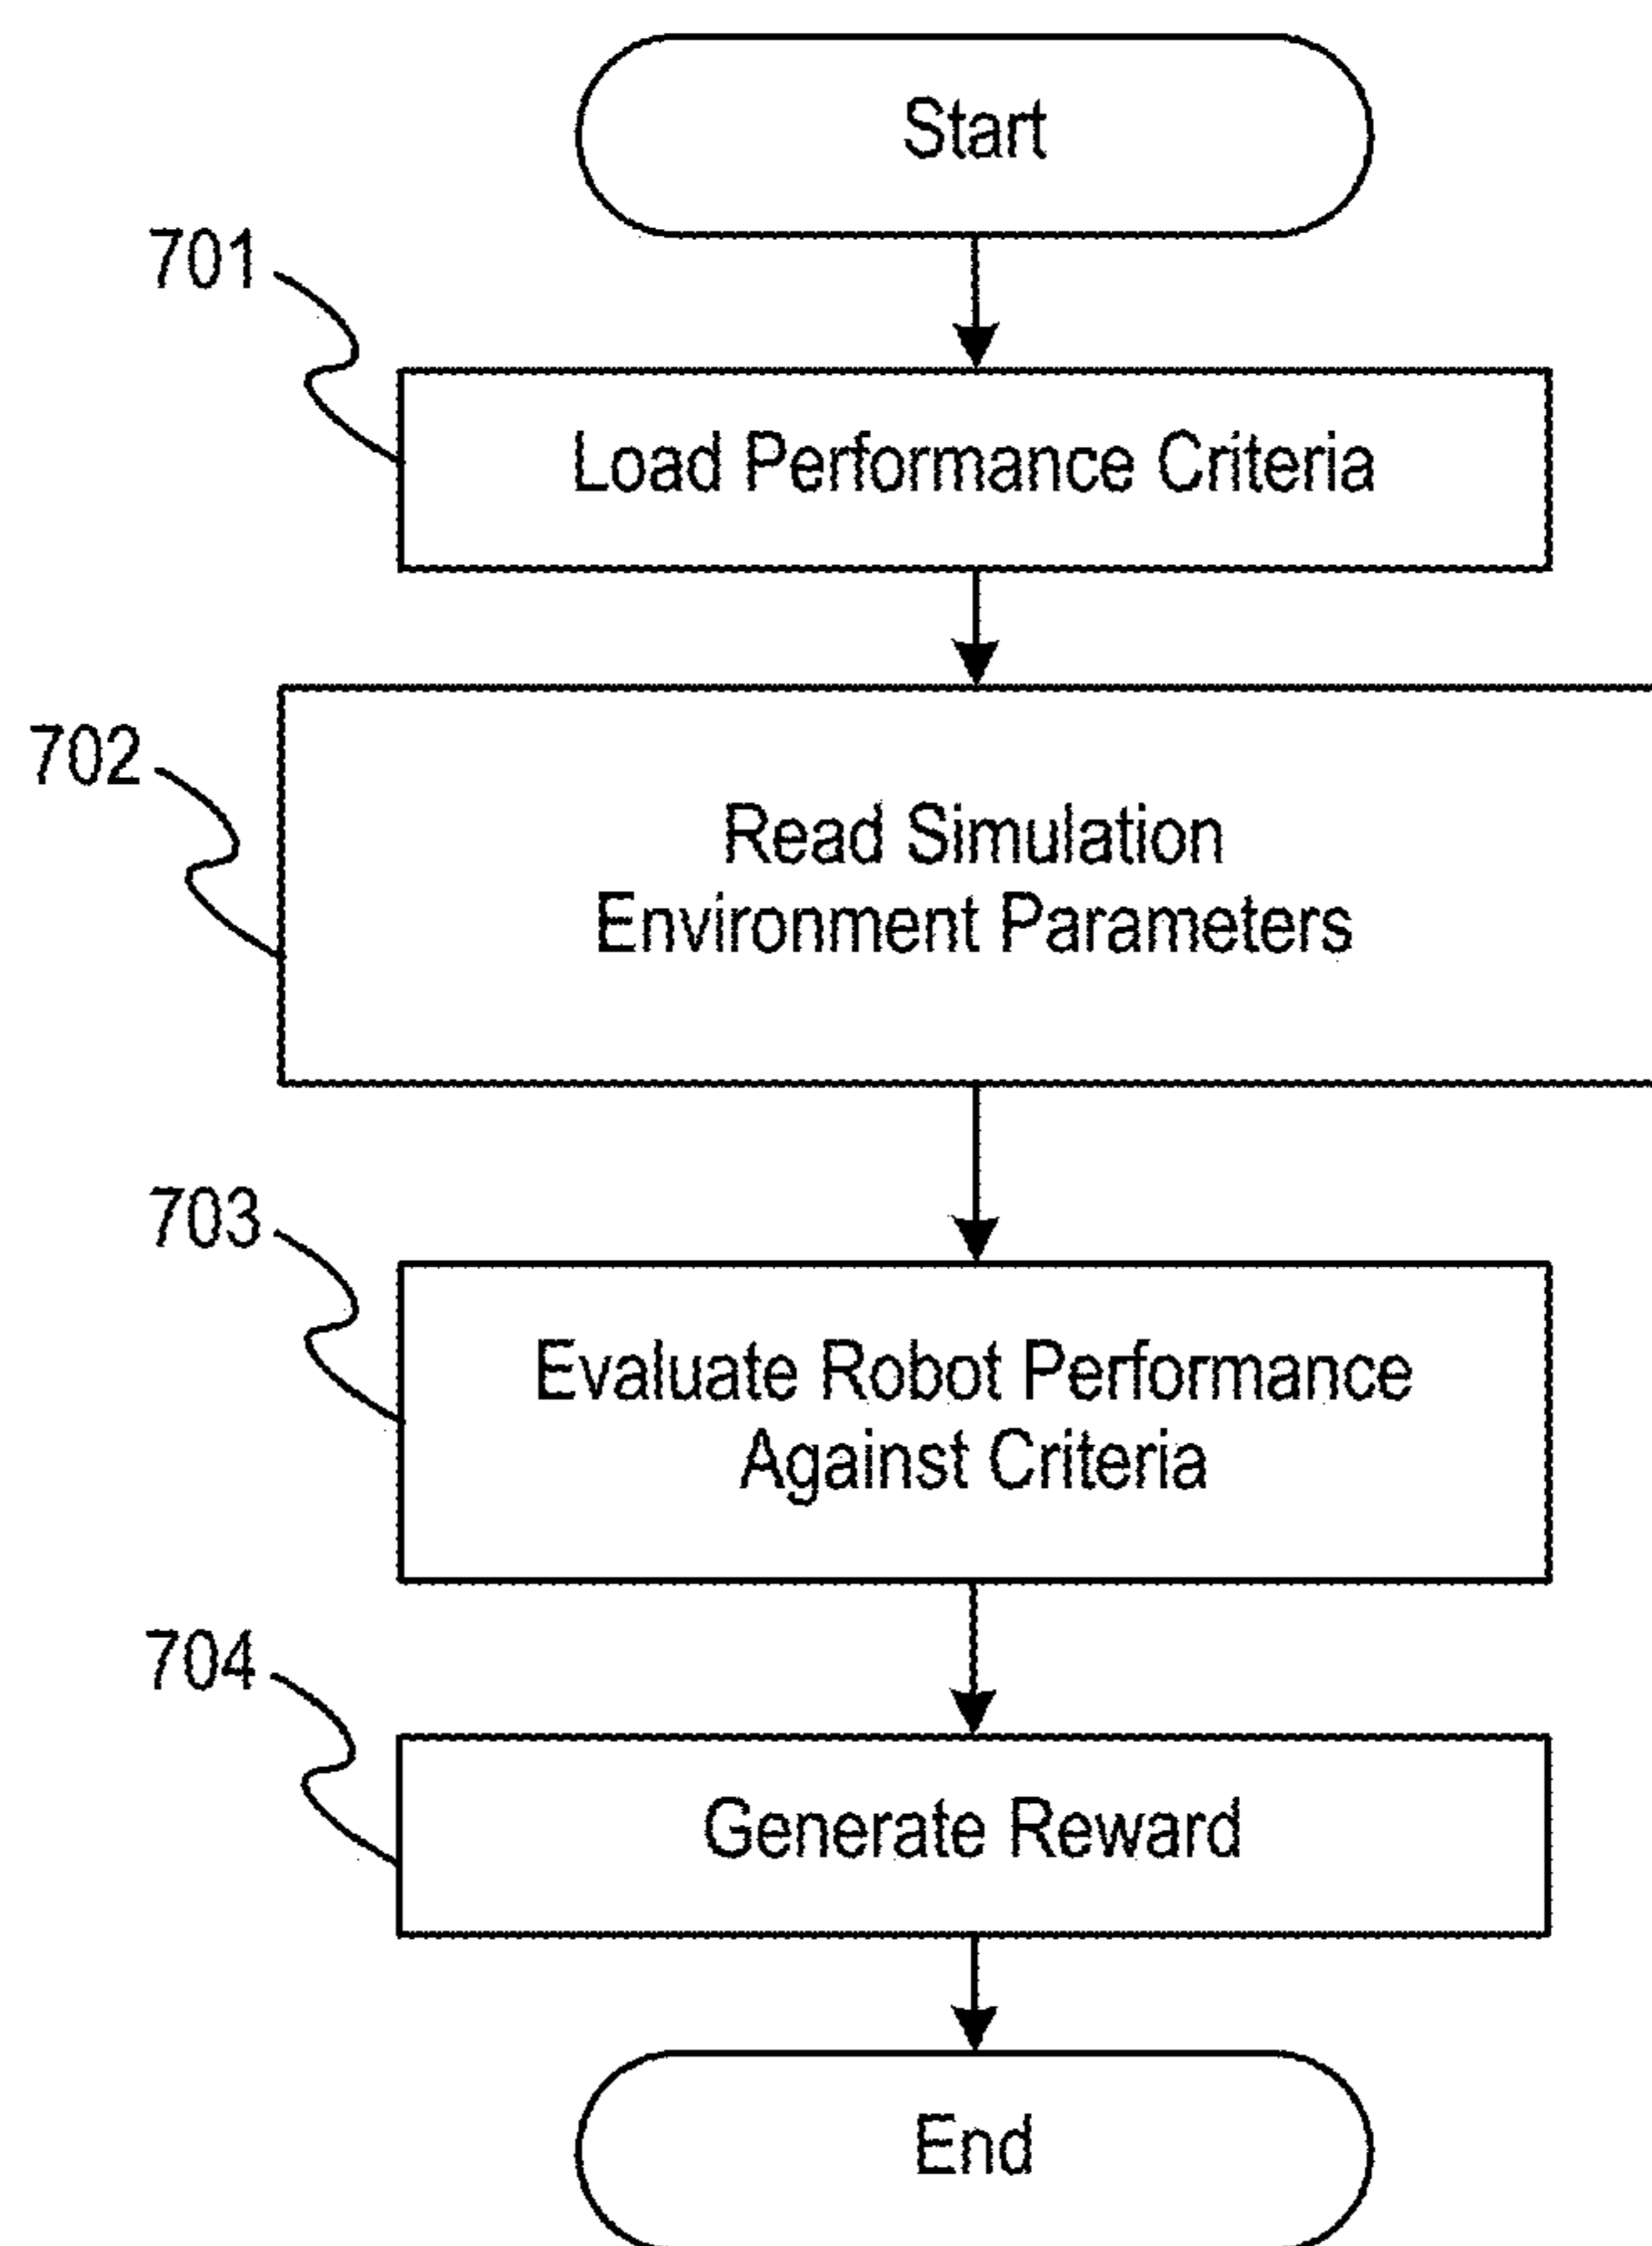 Start
701
Load Performance Criteria
702
Read Simulation
Environment Parameters
703
Evaluate Robot Performance
Against Criteria
704
Generate Reward
End